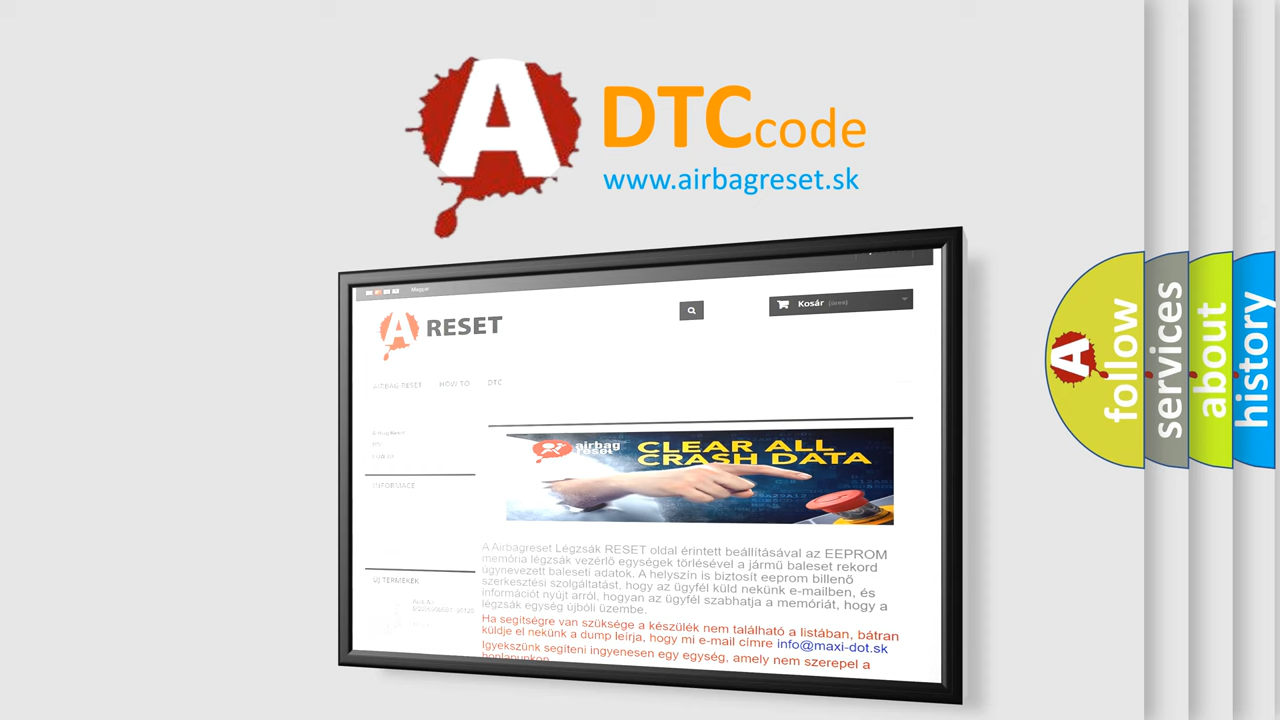 A DTC code
www.airbagreset.sk
Magyar
A RESET
Kosár (üres)
AIRBAG RESET HOW TO DTC
INFORMACE
airbag
reset
CLEAR ALL
CRASH DATA
A Airbagreset Légzsák RESET oldal érintett beállításával az EEPROM
memória légzsák vezérlő egységek törlésével a jármű baleset rekord
úgynevezett baleseti adatok. A helyszín is biztosít eeprom billenő
szerkesztési szolgáltatást, hogy az ügyfél küld nekünk e-mailben, és
információt nyújt arról, hogyan az ügyfél szabhatja a memóriát, hogy a
légzsák egység újbóli üzembe.
Ha segítségre van szüksége a készülék nem található a listában, bátran
küldje el nekünk a dump leírja, hogy mi e-mail címre info@maxi-dot.sk
Igyekszünk segíteni ingyenesen egy egység, amely nem szerepel a
honlapunkon
ÚJ TERMÉKEK
A follow
services
about
history